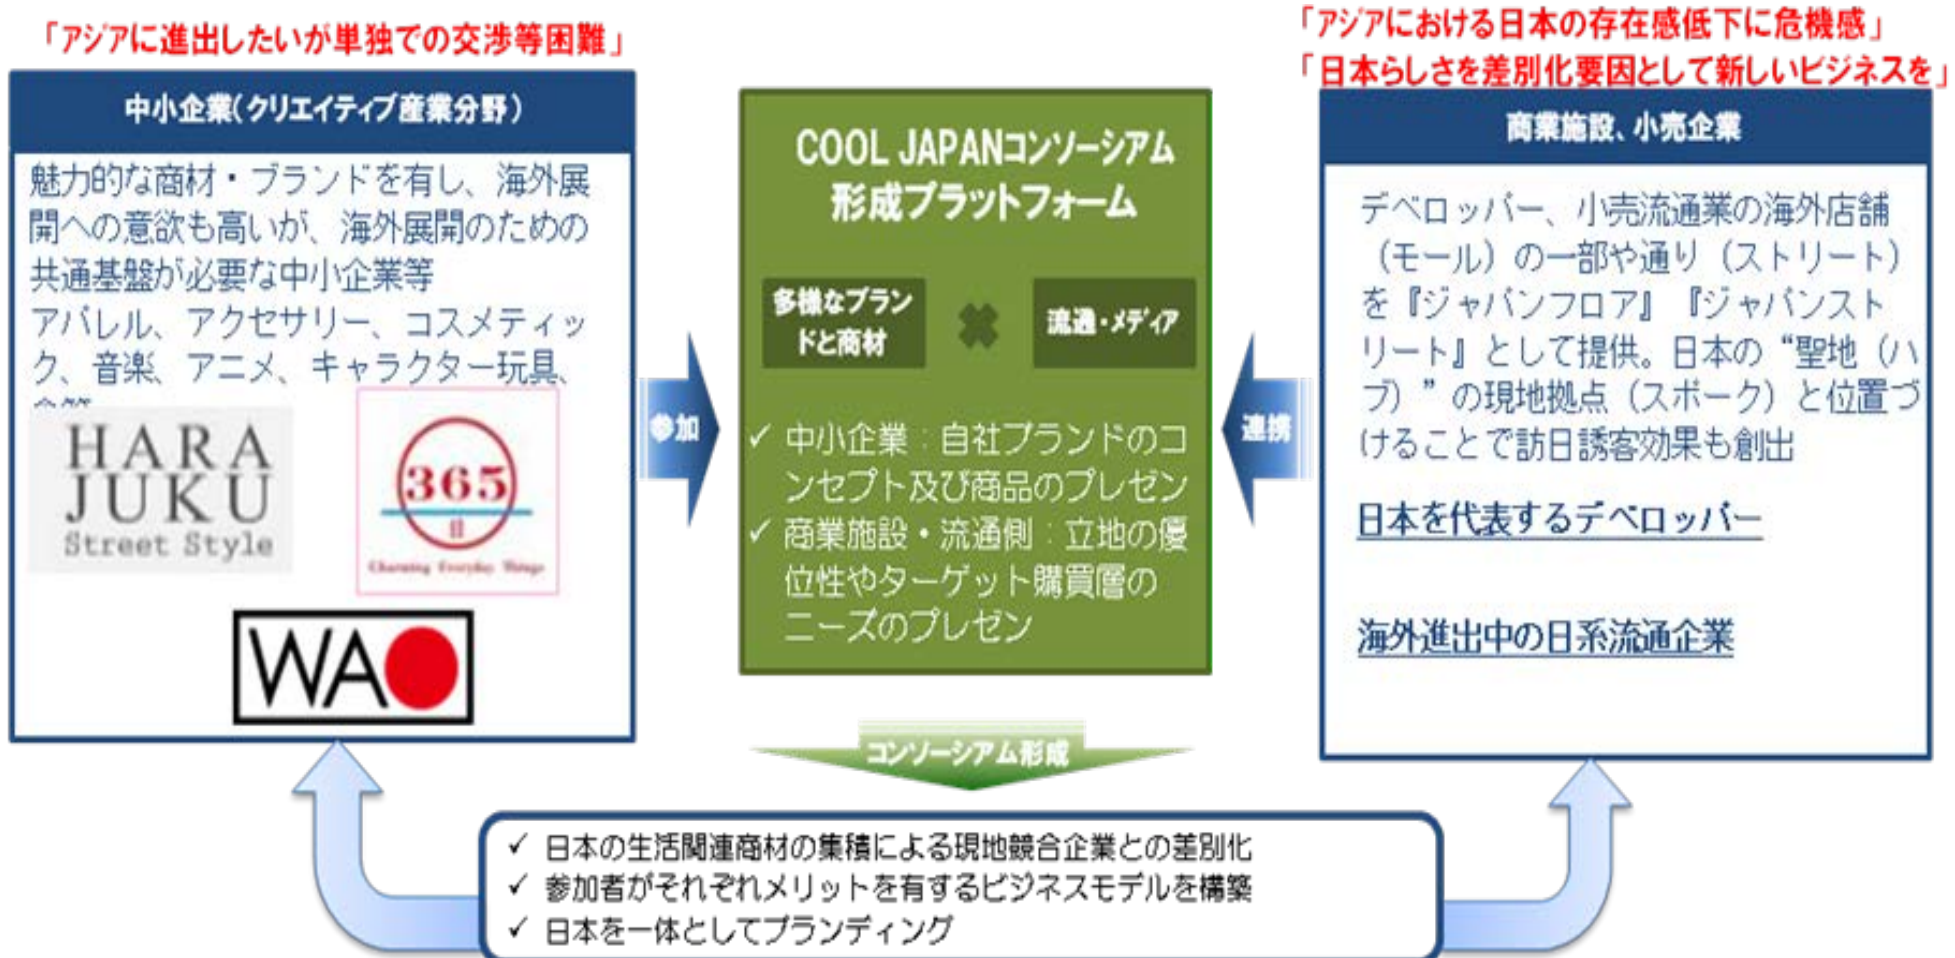 「アジアに進出したいが単独での交渉等困難」
中小企業(クリエイティブ産業分野)
魅力的な商材・ブランドを有し、海外展
開への意欲も高いが、海外展開のための
共通基盤が必要な中小企業等
アパレル、アクセサリー、コスメティッ
ク、音楽、アニメ、キャラクター玩具、
HARA
JUKU
Street Style
365
日
Charming Everyday Things
WA
参加
COOL JAPANコンソーシアム
形成プラットフォーム
多様なブラン
ドと商材
✖
流通・メディア
✓ 中小企業：自社ブランドのコ
ンセプト及び商品のプレゼン
✓ 商業施設・流通側：立地の優
位性やターゲット購買層の
ニーズのプレゼン
連携
「アジアにおける日本の存在感低下に危機感」
「日本らしさを差別化要因として新しいビジネスを」
商業施設、小売企業
デベロッパー、小売流通業の海外店舗
（モール）の一部や通り（ストリート）
を『ジャパンフロア』『ジャパンスト
リート』として提供。日本の“聖地（ハ
ブ）”の現地拠点（スポーク）と位置づ
けることで訪日誘客効果も創出
日本を代表するデベロッパー
海外進出中の日系流通企業
コンソーシアム形成
✓ 日本の生活関連商材の集積による現地競合企業との差別化
✓ 参加者がそれぞれメリットを有するビジネスモデルを構築
✓ 日本を一体としてブランディング